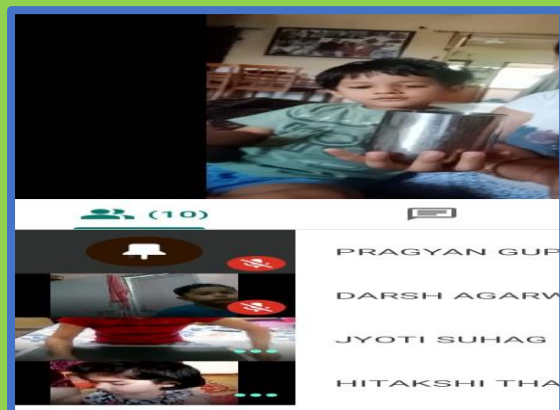 (10)
PRAGYAN GUP
DARSH AGARW
JYOTI SUHAG
HITAKSHI THA